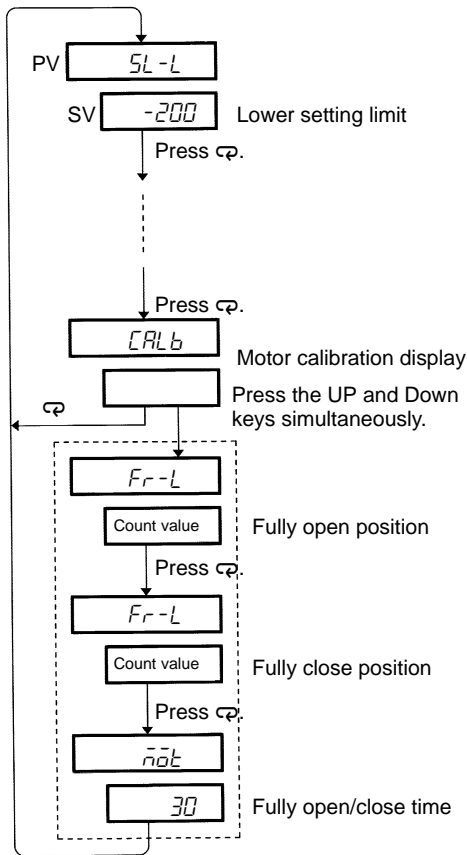 PV SL-L
SV -200 Lower setting limit
Press .
Press .
CALb
Motor calibration display
Press the UP and Down
keys simultaneously.
Fr-L
Count value Fully open position
Press .
Fr-L
Count value Fully close position
Press .
mot
30 Fully open/close time